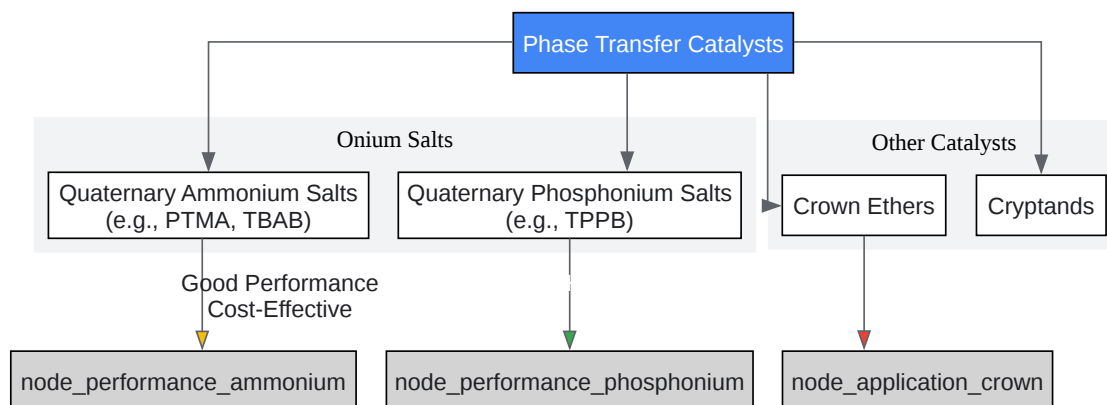 Phase Transfer Catalysts
Onium Salts
Other Catalysts
Quaternary Ammonium Salts
(e.g., PTMA, TBAB)
Quaternary Phosphonium Salts
(e.g., TPPB)
Crown Ethers
Cryptands
Good Performance
Cost-Effective
node_performance_ammonium
node_performance_phosphonium
node_application_crown